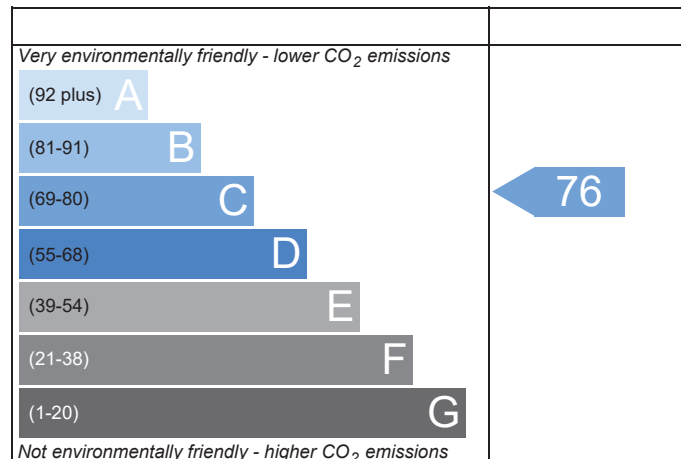 Very environmentally friendly - lower CO₂ emissions
(92 plus) A
(81-91) B
(69-80) C
76
(55-68) D
(39-54) E
(21-38) F
(1-20) G
Not environmentally friendly - higher CO₂ emissions